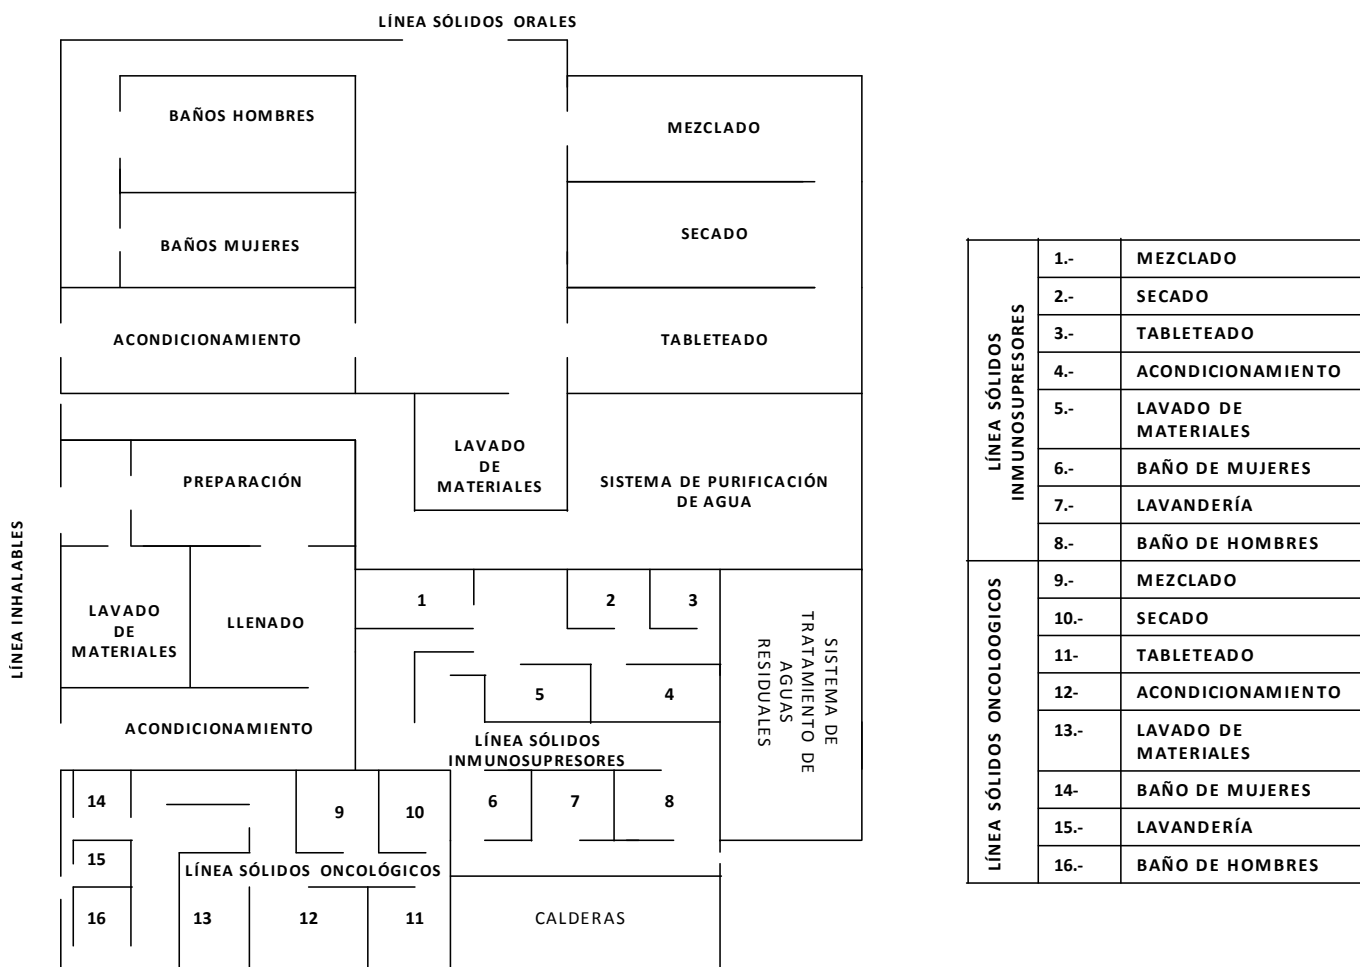 LÍNEA SÓLIDOS ORALES
BAÑOS HOMBRES
MEZCLADO
BAÑOS MUJERES
SECADO
ACONDICIONAMIENTO
TABLETEADO
LAVADO
DE
MATERIALES
PREPARACIÓN
SISTEMA DE PURIFICACIÓN
DE AGUA
LÍNEA INHALABLES
LAVADO
DE
MATERIALES
LLENADO
1
2
3
5
4
SISTEMA DE
TRATAMIENTO DE
AGUAS
RESIDUALES
ACONDICIONAMIENTO
LÍNEA SÓLIDOS
INMUNOSUPRESORES
14
9
10
6
7
8
15
LÍNEA SÓLIDOS ONCOLÓGICOS
16
13
12
11
CALDERAS
LÍNEA SÓLIDOS
INMUNOSUPRESORES
1.- MEZCLADO
2.- SECADO
3.- TABLETEADO
4.- ACONDICIONAMIENTO
5.- LAVADO DE
MATERIALES
6.- BAÑO DE MUJERES
7.- LAVANDERÍA
8.- BAÑO DE HOMBRES
LÍNEA SÓLIDOS ONCOLOOGICOS
9.- MEZCLADO
10.- SECADO
11- TABLETEADO
12- ACONDICIONAMIENTO
13.- LAVADO DE
MATERIALES
14- BAÑO DE MUJERES
15.- LAVANDERÍA
16.- BAÑO DE HOMBRES